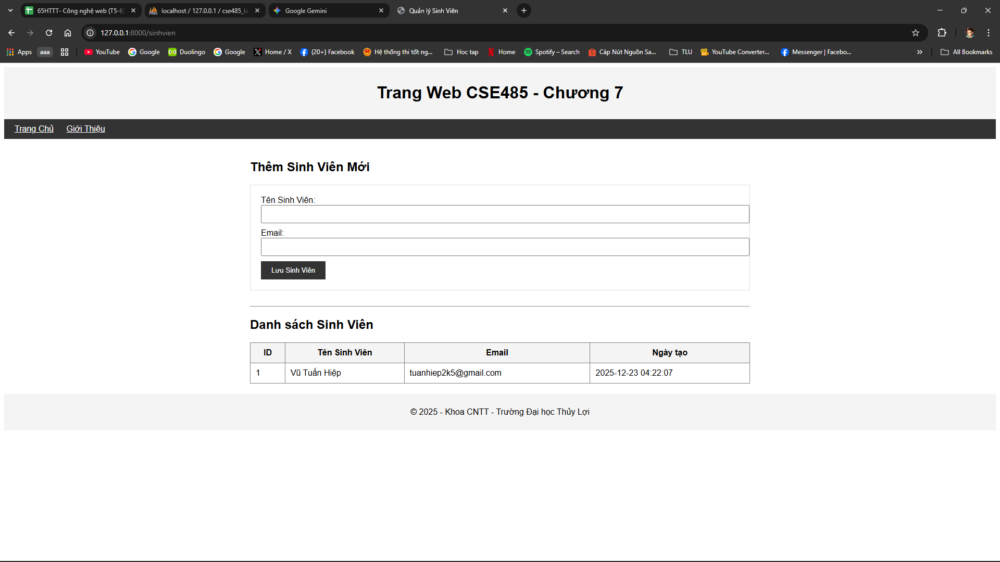 65HTTT- Công nghệ web (T5-6)
localhost / 127.0.0.1 / cse485_la
Google Gemini
Quản lý Sinh Viên
127.0.0.1:8000/sinhvien
Apps
aaa
YouTube
Google
Duolingo
Google
Home / X
(20+) Facebook
Hệ thống thi tốt ng...
Hoc tap
Home
Spotify – Search
Cáp Nút Nguồn Sa...
TLU
YouTube Converter...
Messenger | Facebo...
All Bookmarks
Trang Web CSE485 - Chương 7
Trang Chủ Giới Thiệu
Thêm Sinh Viên Mới
Tên Sinh Viên:
Email:
Lưu Sinh Viên
Danh sách Sinh Viên
ID Tên Sinh Viên Email Ngày tạo
1 Vũ Tuấn Hiệp tuanhiep2k5@gmail.com 2025-12-23 04:22:07
© 2025 - Khoa CNTT - Trường Đại học Thủy Lợi